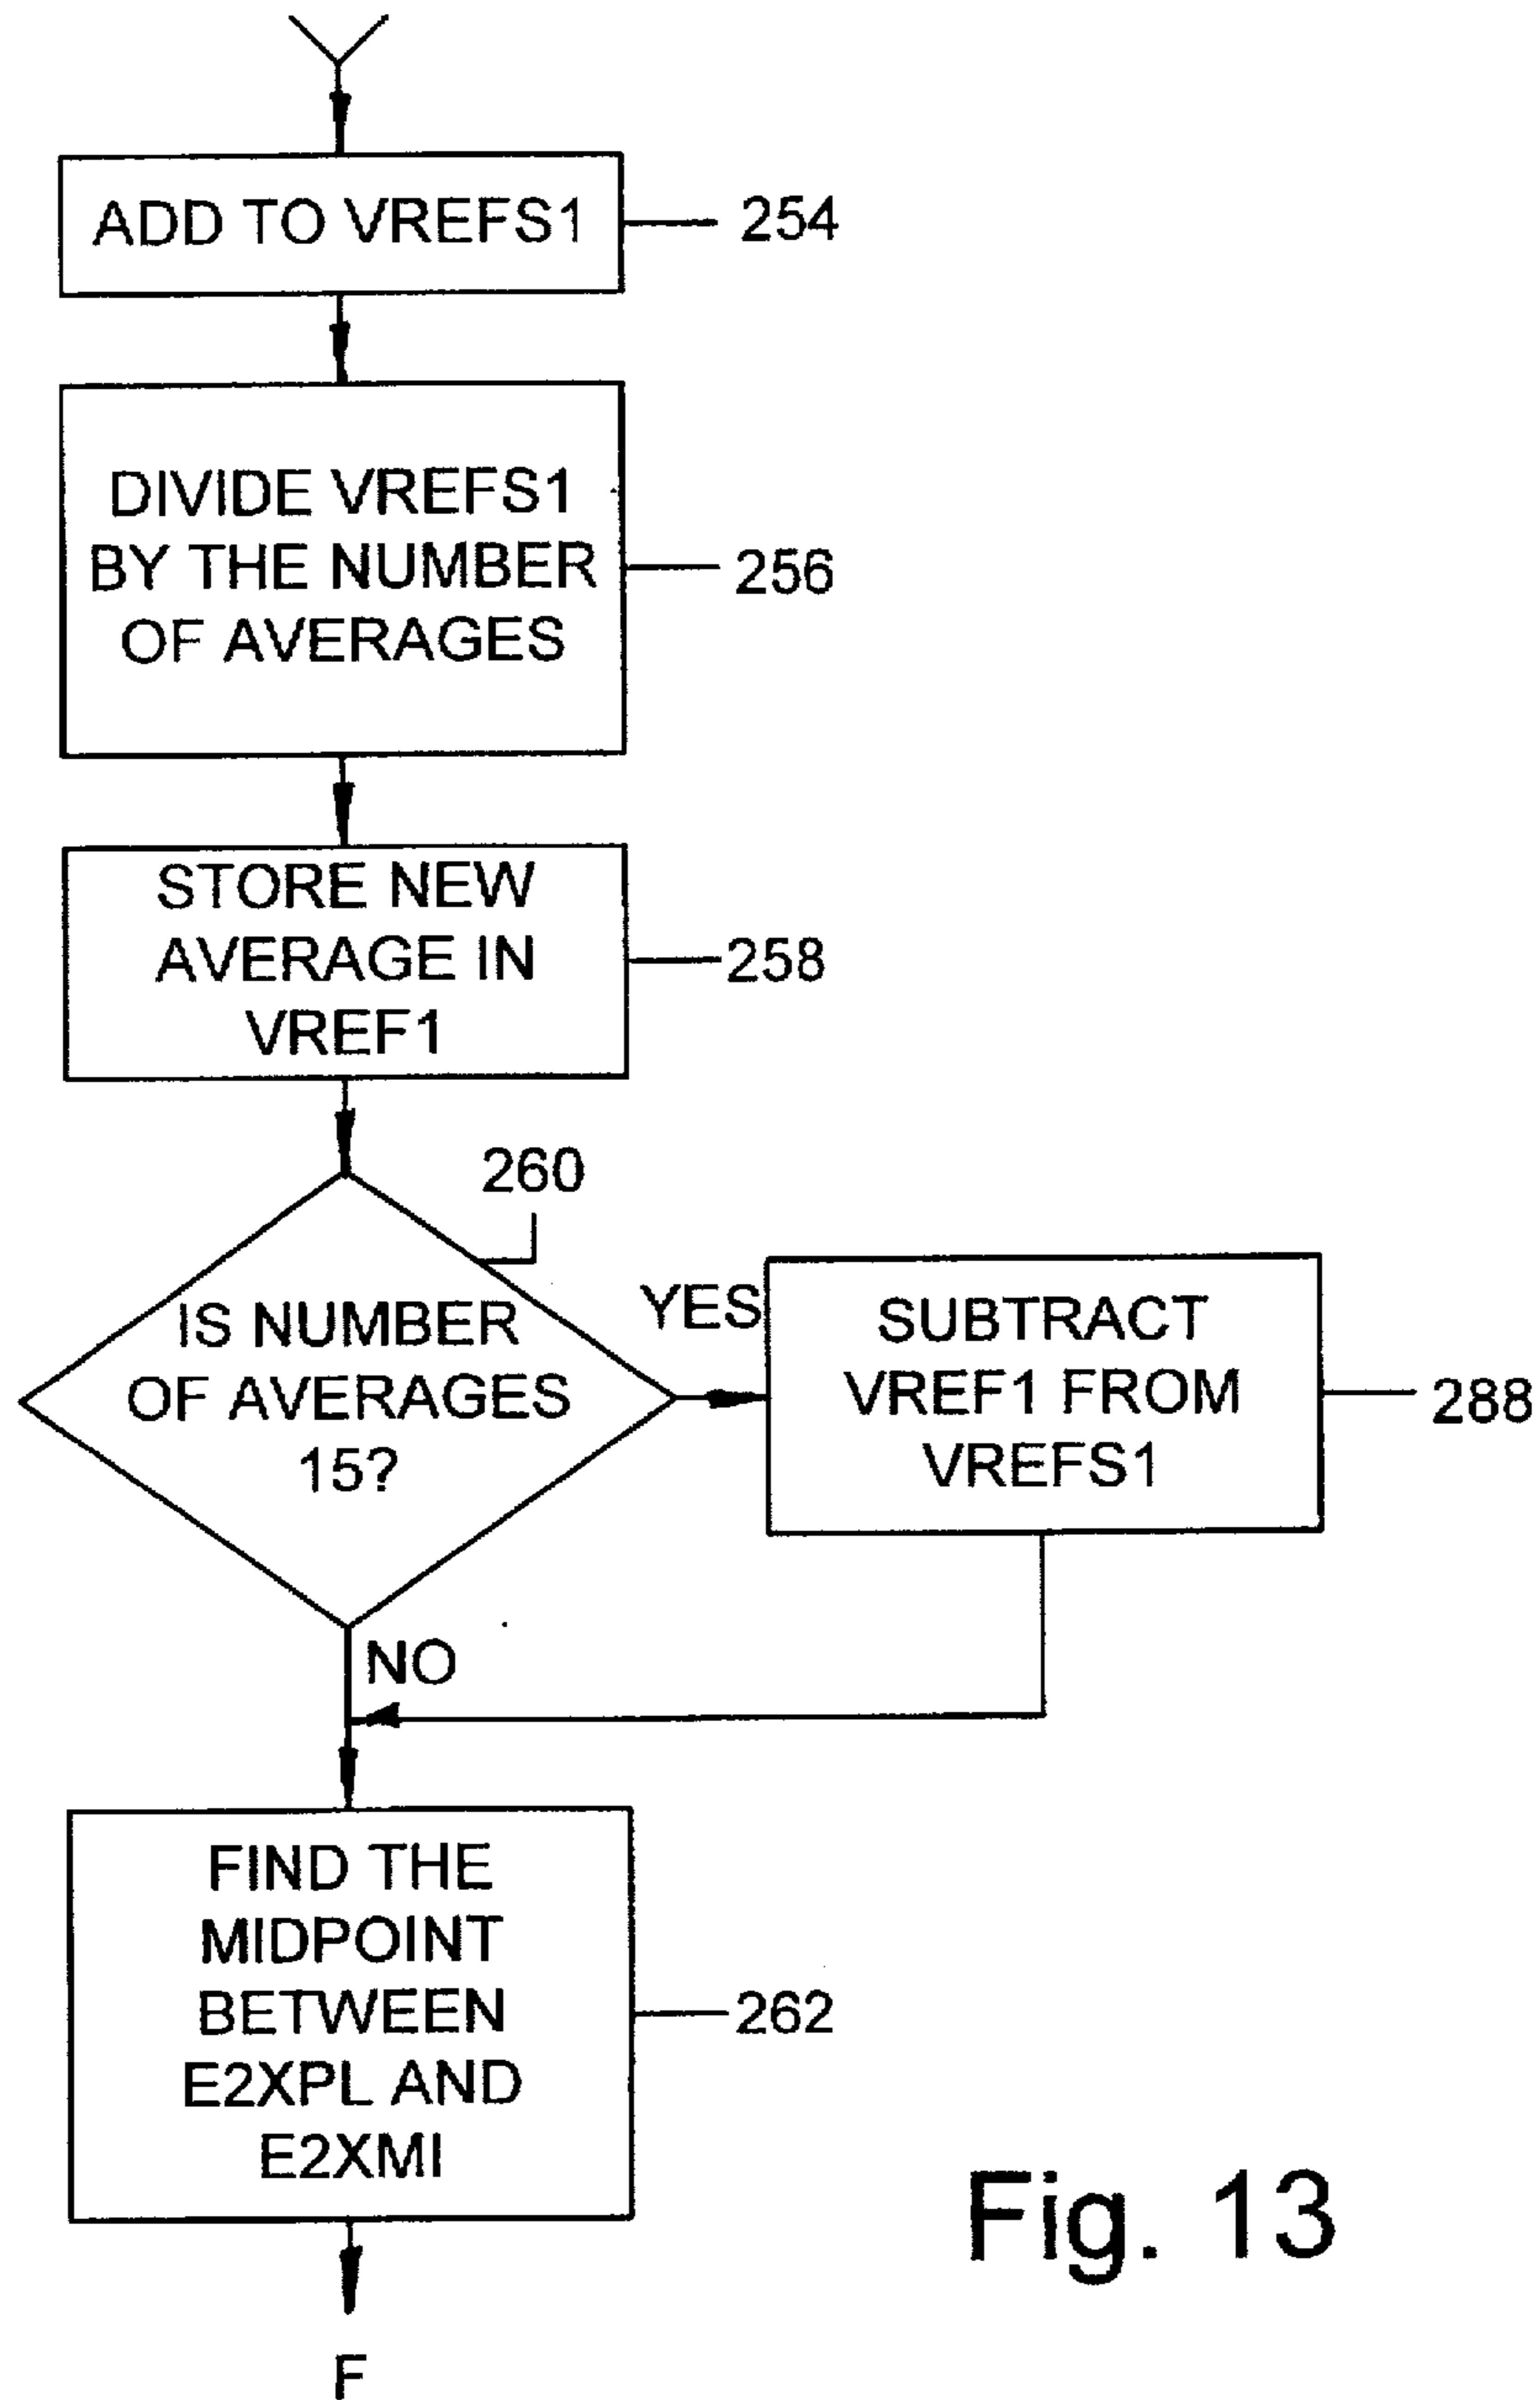 ADD TO VREFS1
254
DIVIDE VREFS1
BY THE NUMBER
OF AVERAGES
256
STORE NEW
AVERAGE IN
VREF1
258
260
IS NUMBER
OF AVERAGES
15?
YES
SUBTRACT
VREF1 FROM
VREFS1
288
NO
FIND THE
MIDPOINT
BETWEEN
E2XPL AND
E2XMI
262
Fig. 13
F